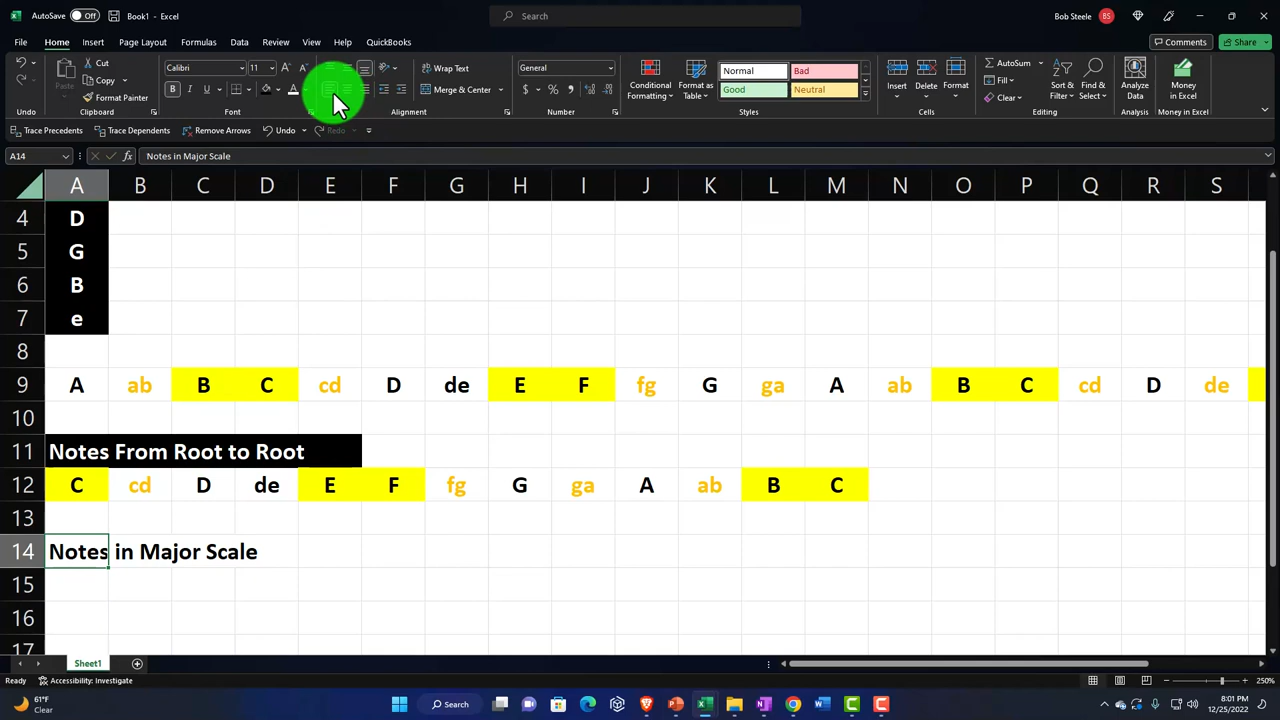 AutoSave Off Book1 - Excel Search Bob Steele BS
File Home Insert Page Layout Formulas Data Review View Help QuickBooks Comments Share
Cut
Copy
Paste Format Painter
Calibri 11 A A
B I U A
Wrap Text
Merge & Center
General
$ % 9
Conditional Formatting
Format as Table
Normal Bad
Good Neutral
Insert Delete Format
AutoSum
Fill
Clear
Sort & Filter
Find & Select
Analyze Data
Money in Excel
Undo Clipboard Font Alignment Number Styles Cells Editing Analysis Money in Excel
Trace Precedents Trace Dependents Remove Arrows Undo Redo
A14 fx Notes in Major Scale
A B C D E F G H I J K L M N O P Q R S
4 D
5 G
6 B
7 e
8
9 A ab B C cd D de E F fg G ga A ab B C cd D de
10
11 Notes From Root to Root
12 C cd D de E F fg G ga A ab B C
13
14 Notes in Major Scale
15
16
17
Sheet1
Ready Accessibility: Investigate 250%
61°F
Clear
Search
8:01 PM
12/25/2022